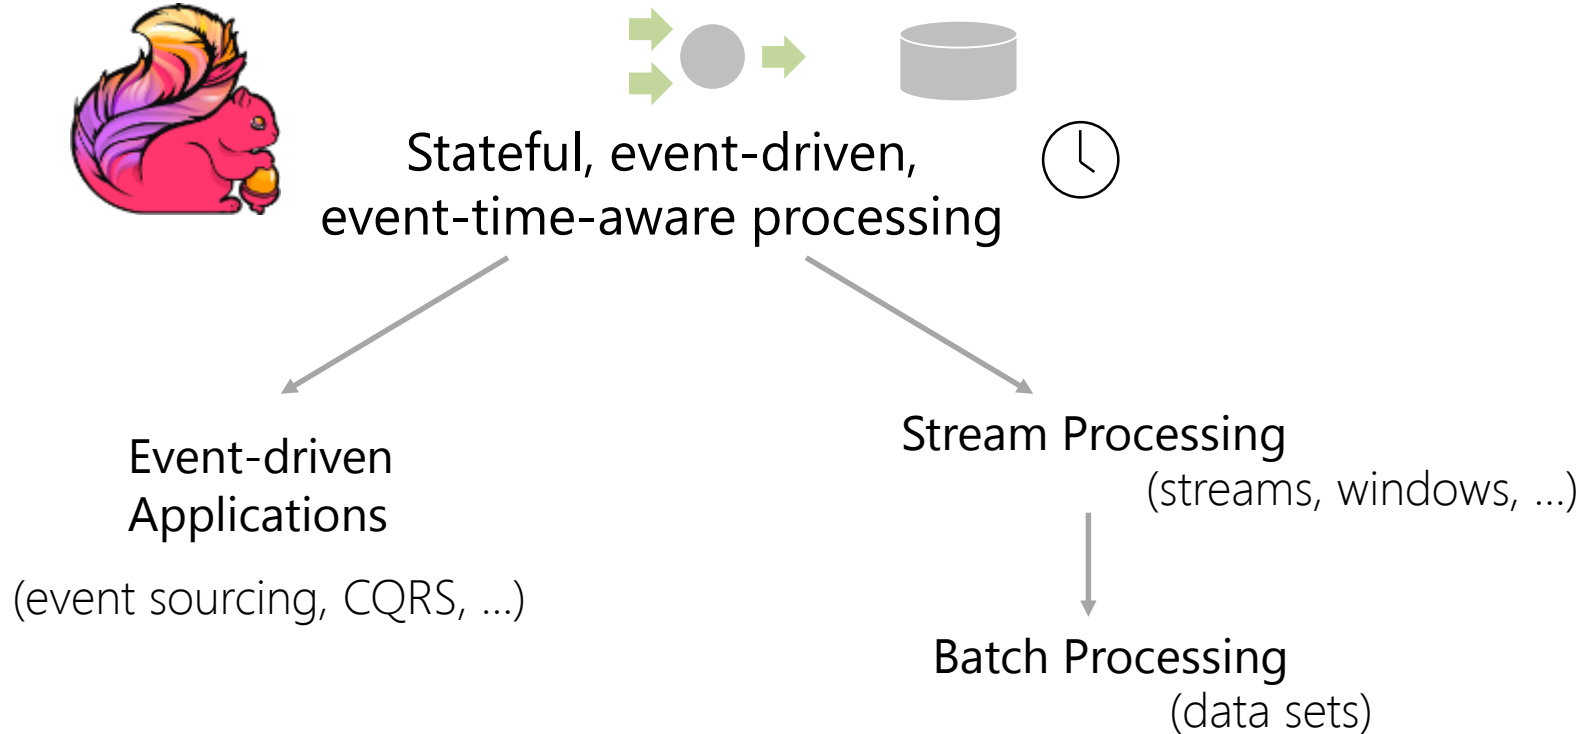 Stateful, event-driven,
event-time-aware processing
Event-driven
Applications
(event sourcing, CQRS, ...)
Stream Processing
(streams, windows, ...)
Batch Processing
(data sets)